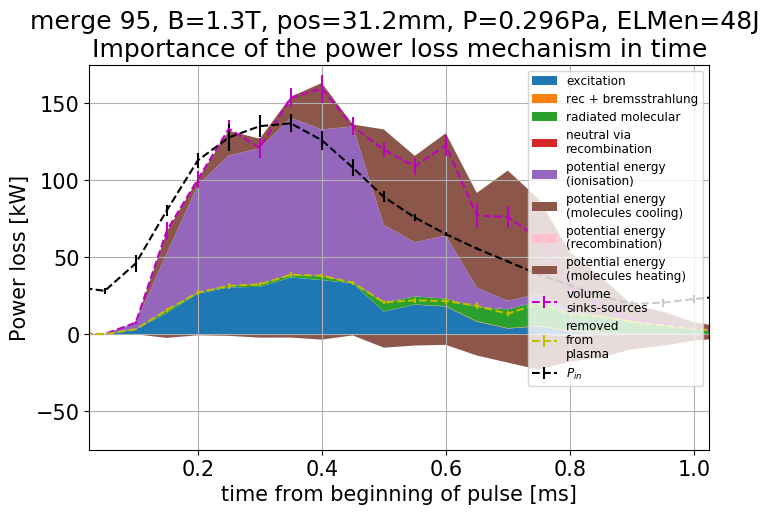 merge 95, B=1.3T, pos=31.2mm, P=0.296Pa, ELMen=48J
Importance of the power loss mechanism in time
Power loss [kW]
150
100
50
0
−50
0.2
0.4
0.6
0.8
1.0
time from beginning of pulse [ms]
excitation
rec + bremsstrahlung
radiated molecular
neutral via
recombination
potential energy
(ionisation)
potential energy
(molecules cooling)
potential energy
(recombination)
potential energy
(molecules heating)
volume
sinks-sources
removed
from
plasma
P_in